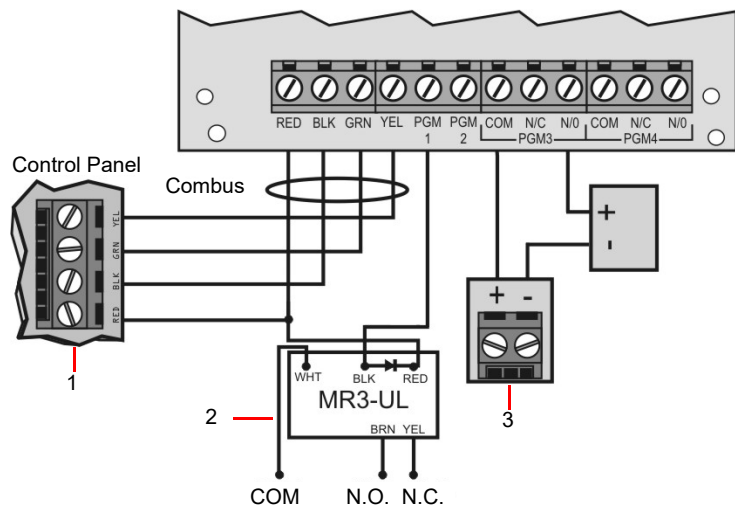 RED BLK GRN YEL PGM PGM COM N/C N/0 COM N/C N/0
1 2 PGM3 PGM4
Control Panel
Combus
YEL
GRN
BLK
RED
+
-
+ -
1
WHT BLK RED
MR3-UL
BRN YEL
2
3
COM N.O. N.C.